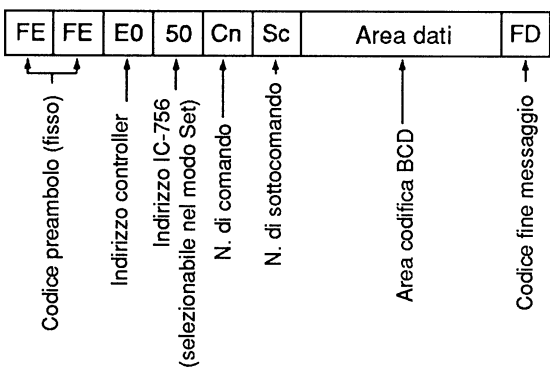 FE FE E0 50 Cn Sc Area dati FD
Codice preambolo (fisso)
Indirizzo controller
Indirizzo IC-756
(selezionabile nel modo Set)
N. di comando
N. di sottocomando
Area codifica BCD
Codice fine messaggio